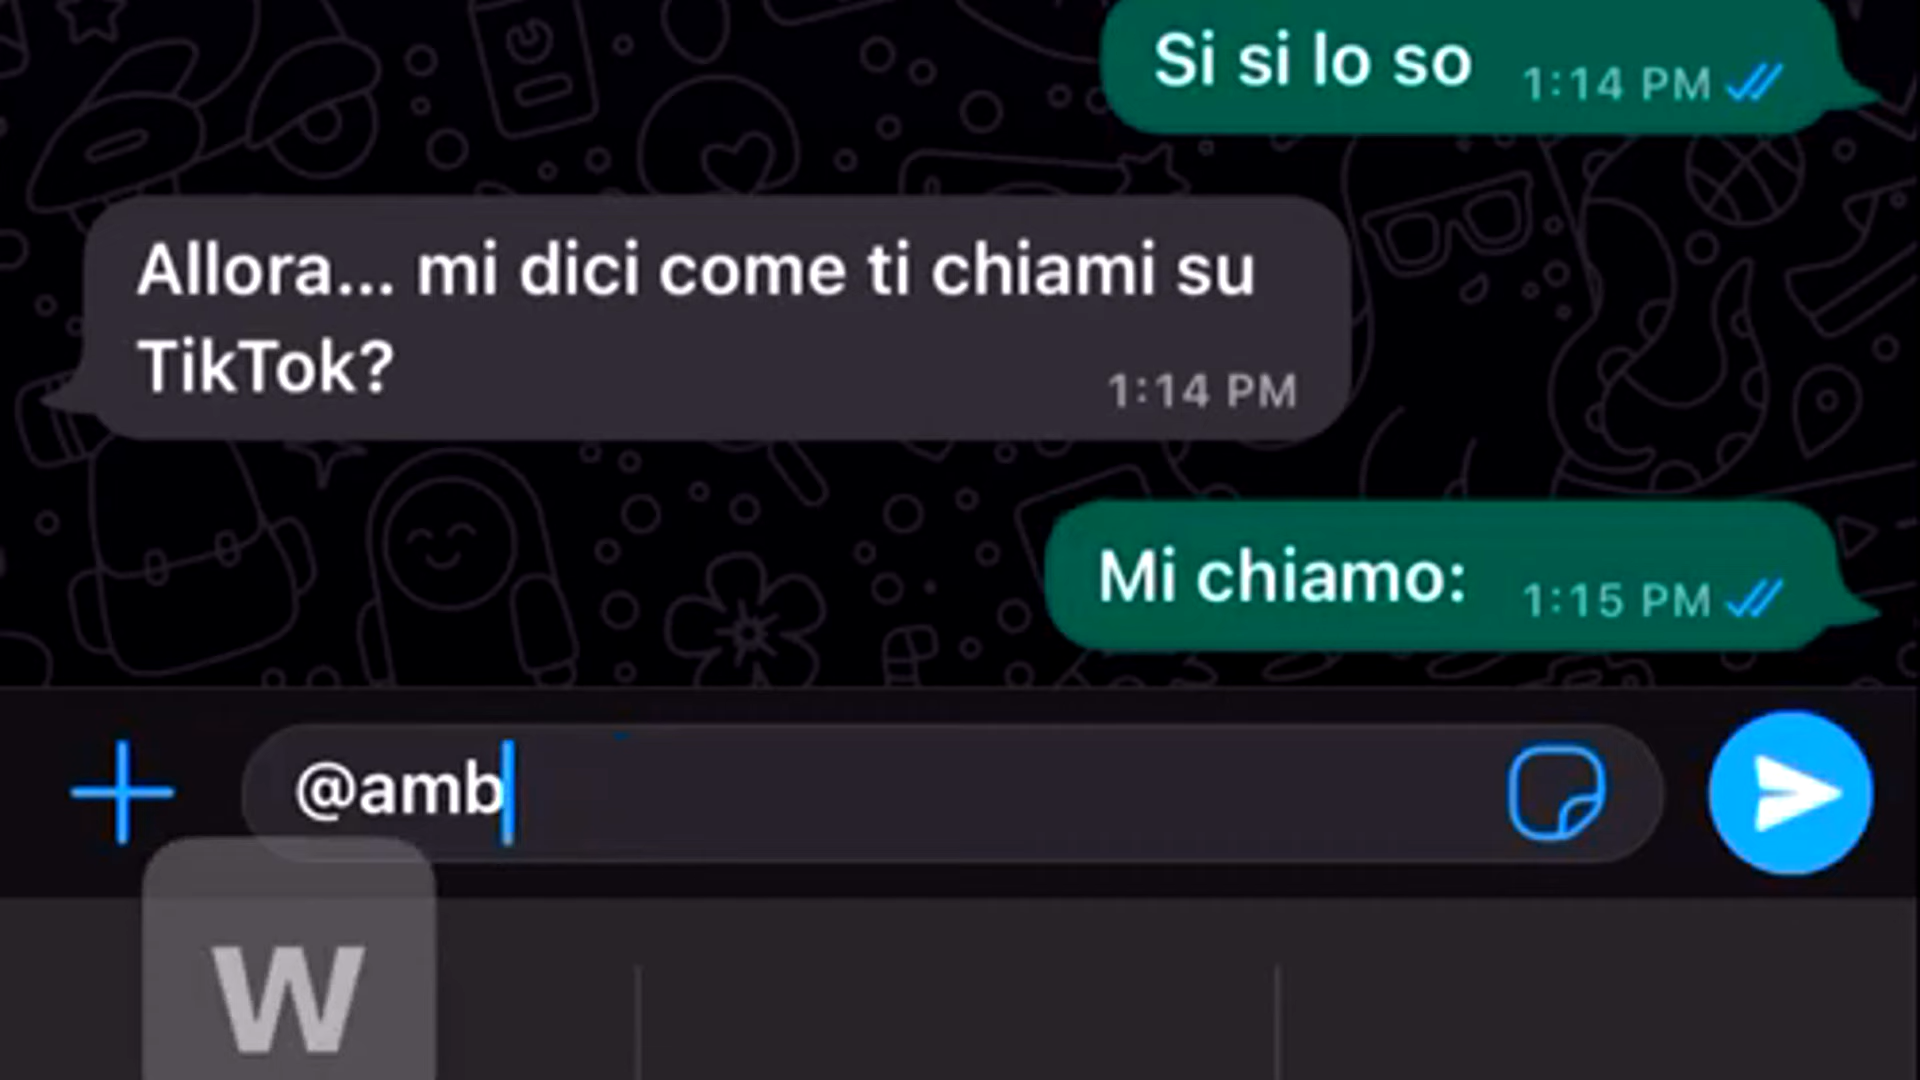 Si si lo so 1:14 PM
Allora... mi dici come ti chiami su
TikTok?
1:14 PM
Mi chiamo: 1:15 PM
@amb
W